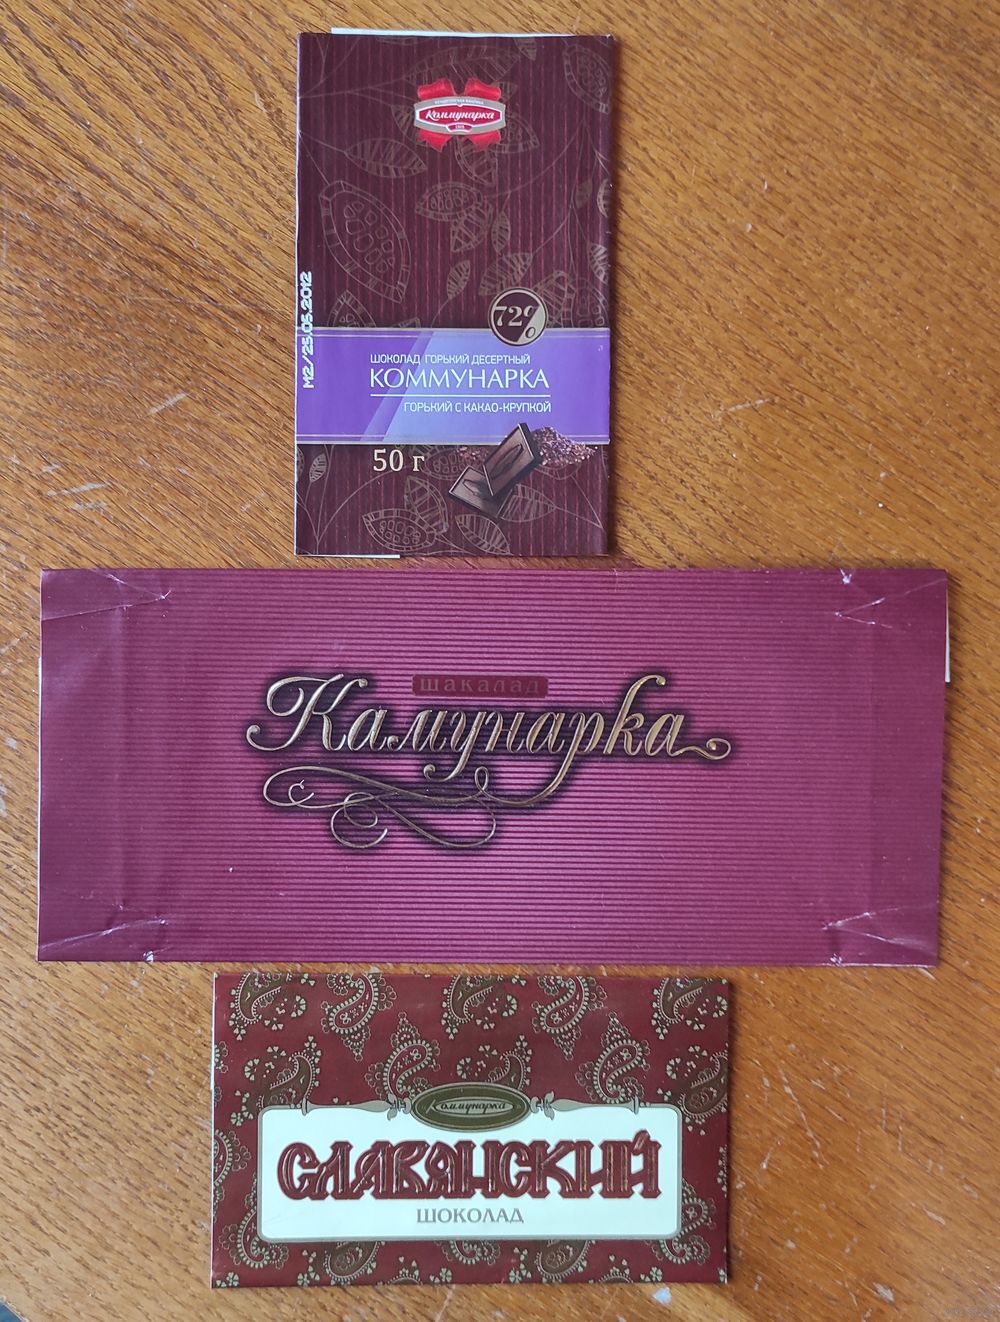 Коммунарка
М2/25.05.2012
72%
ШОКОЛАД ГОРЬКИЙ ДЕСЕРТНЫЙ
КОММУНАРКА
ГОРЬКИЙ С КАКАО-КРУПКОЙ
50 г
шакалад
Камунарка
Коммунарка
СЛАВЯНСКИЙ
ШОКОЛАД